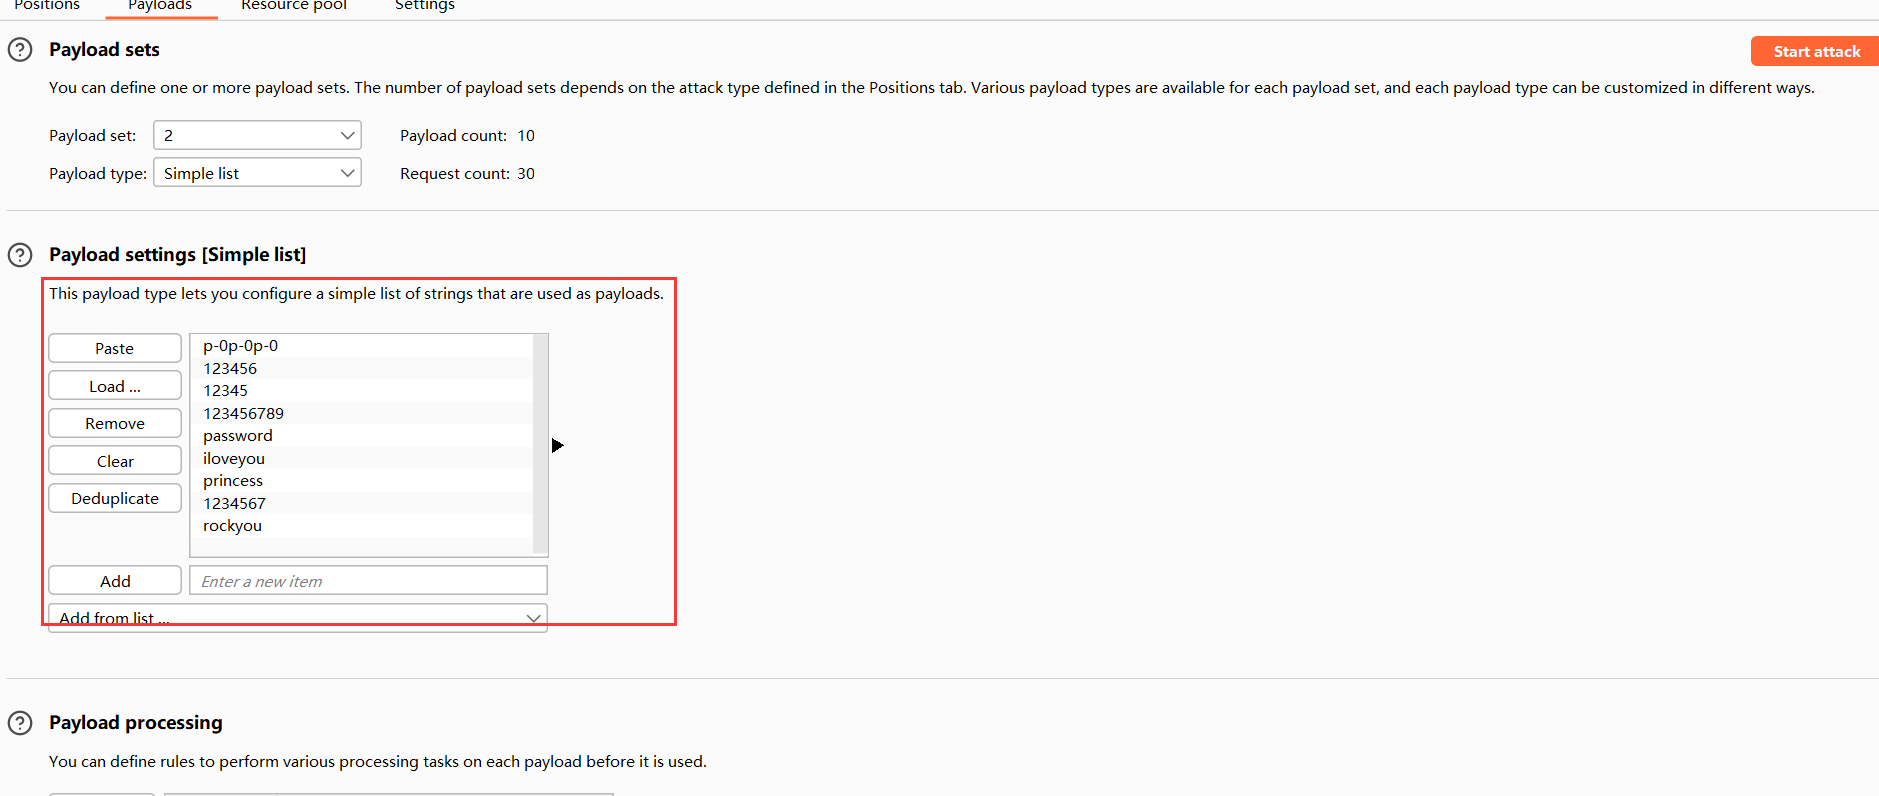 Positions Payloads Resource pool Settings
Payload sets
Start attack
You can define one or more payload sets. The number of payload sets depends on the attack type defined in the Positions tab. Various payload types are available for each payload set, and each payload type can be customized in different ways.
Payload set: 2 Payload count: 10
Payload type: Simple list Request count: 30
Payload settings [Simple list]
This payload type lets you configure a simple list of strings that are used as payloads.
Paste
Load ...
Remove
Clear
Deduplicate
p-0p-0p-0
123456
12345
123456789
password
iloveyou
princess
1234567
rockyou
Add Enter a new item
Add from list ...
Payload processing
You can define rules to perform various processing tasks on each payload before it is used.